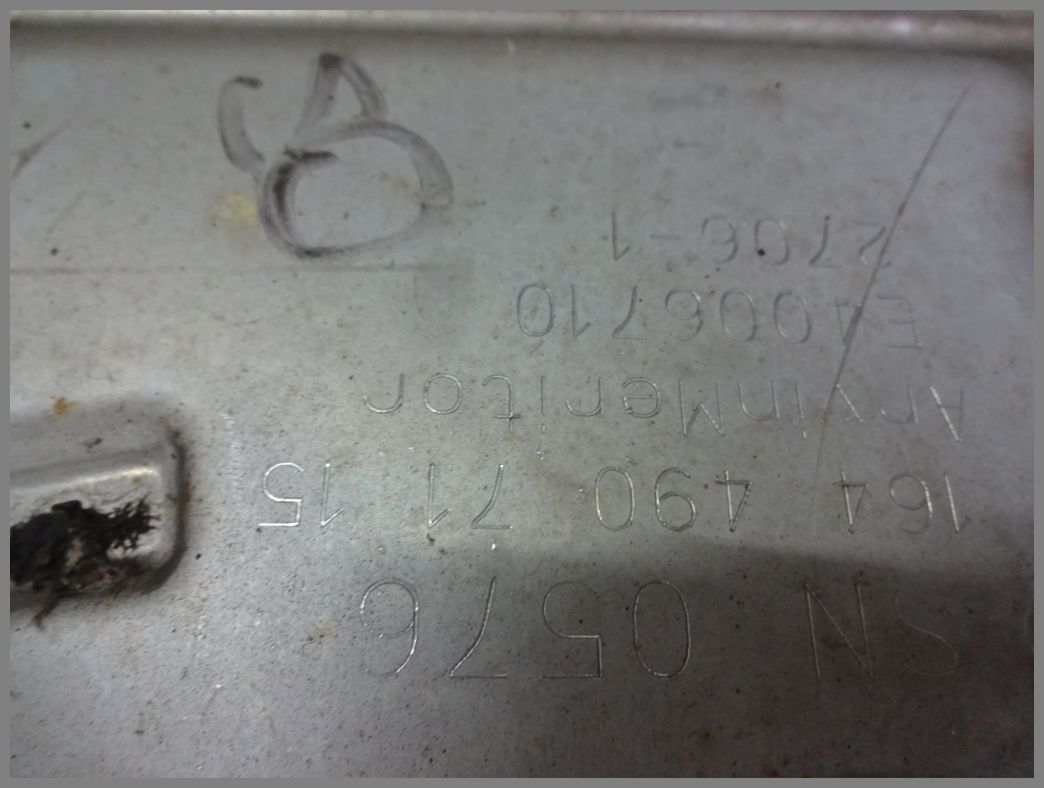 SN 0576
164 490 71 15
ArvinMeritor
E4006710
2706-1